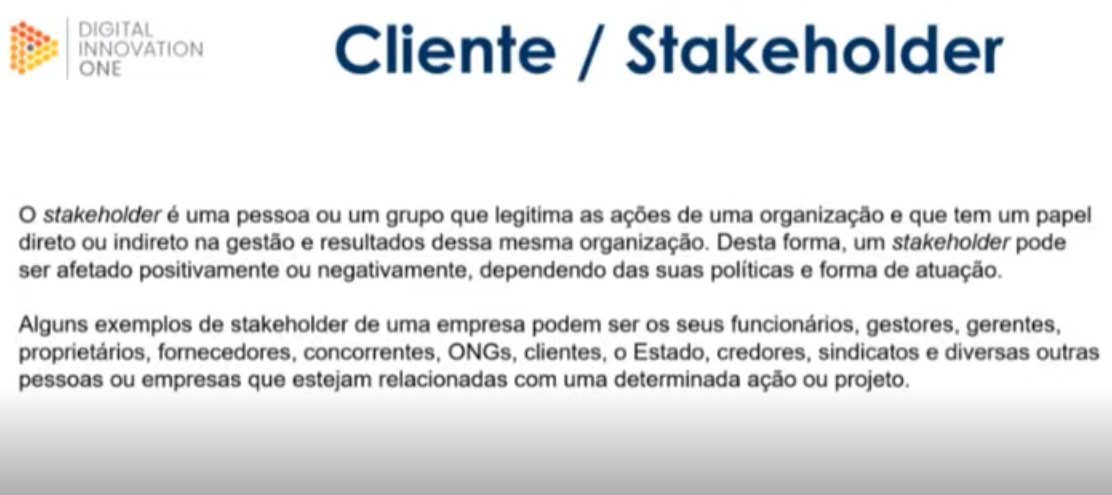 DIGITAL
INNOVATION
ONE
Cliente / Stakeholder
O stakeholder é uma pessoa ou um grupo que legitima as ações de uma organização e que tem um papel
direto ou indireto na gestão e resultados dessa mesma organização. Desta forma, um stakeholder pode
ser afetado positivamente ou negativamente, dependendo das suas políticas e forma de atuação.
Alguns exemplos de stakeholder de uma empresa podem ser os seus funcionários, gestores, gerentes,
proprietários, fornecedores, concorrentes, ONGs, clientes, o Estado, credores, sindicatos e diversas outras
pessoas ou empresas que estejam relacionadas com uma determinada ação ou projeto.